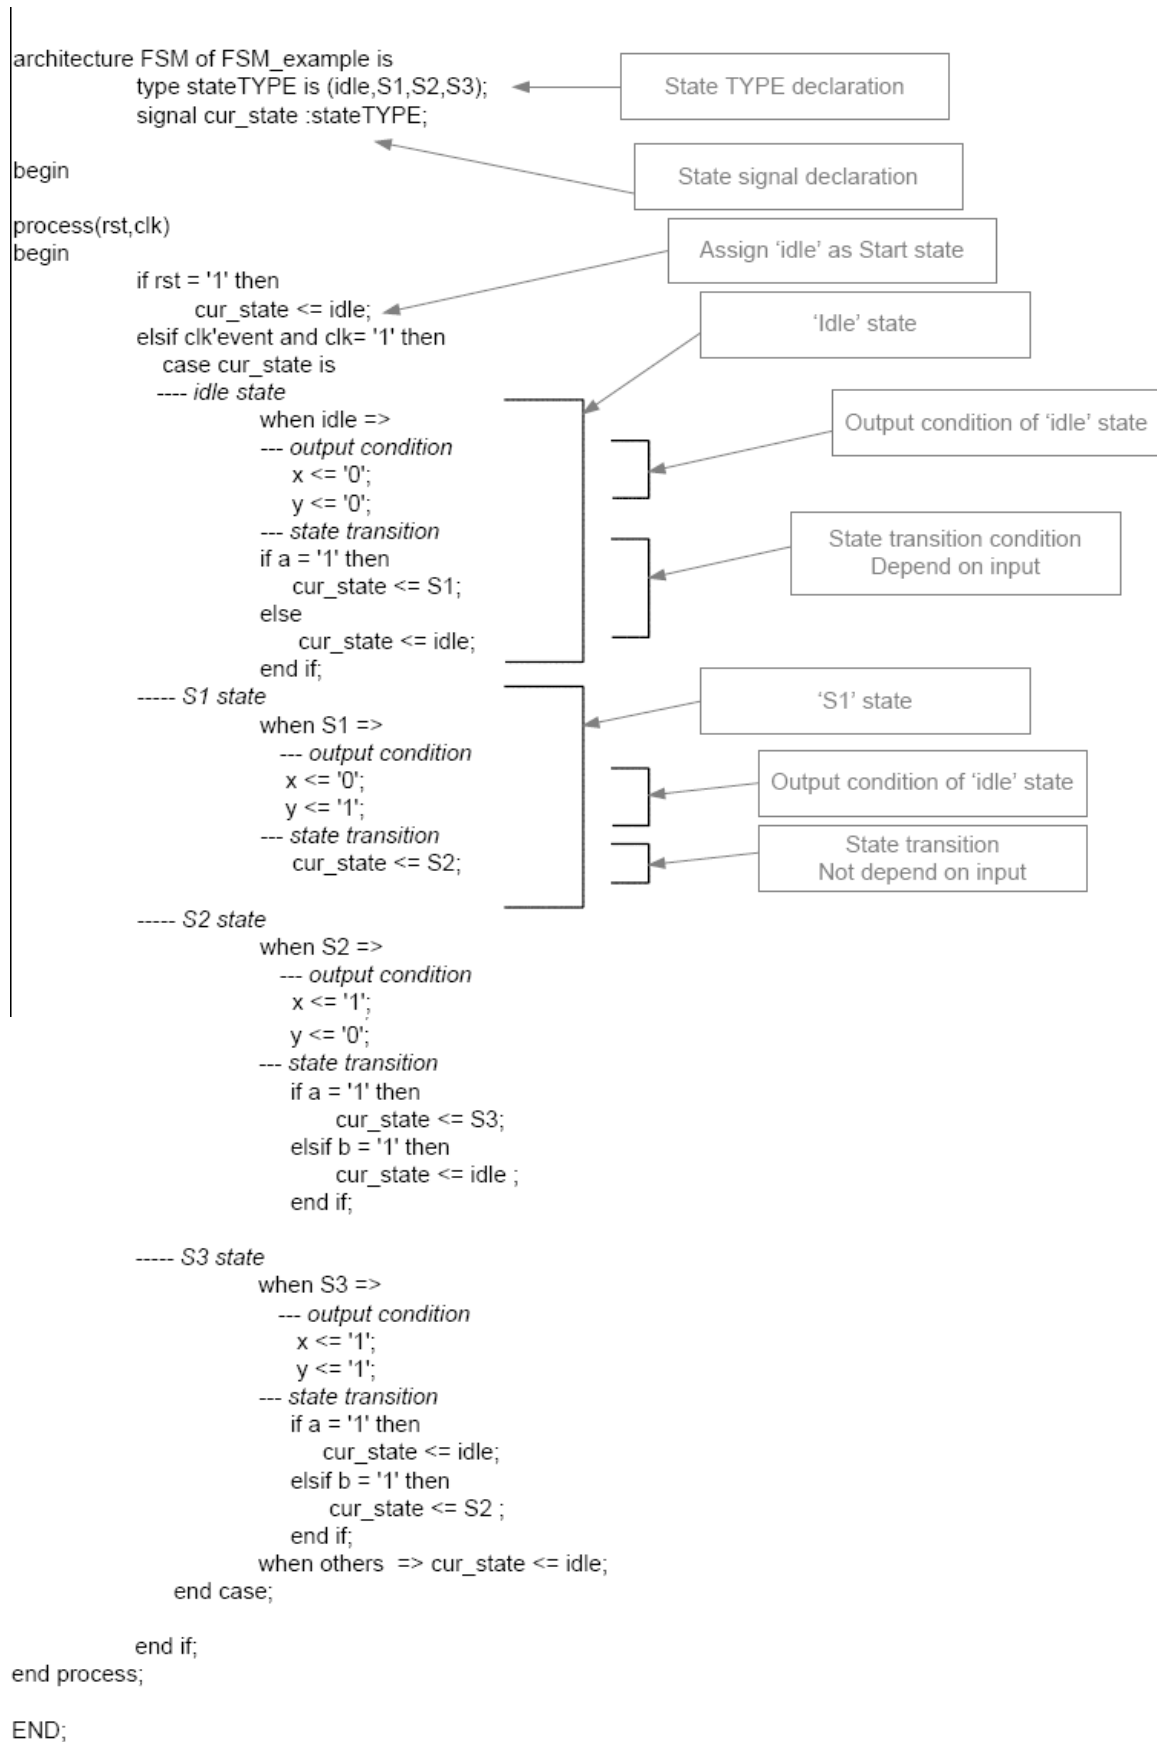 architecture FSM of FSM_example is
type stateTYPE is (idle,S1,S2,S3);
State TYPE declaration
signal cur_state :stateTYPE;
begin
State signal declaration
process(rst,clk)
begin
Assign ‘idle’ as Start state
if rst = '1' then
cur_state <= idle;
elsif clk'event and clk= '1' then
‘Idle’ state
case cur_state is
---- idle state
when idle =>
Output condition of ‘idle’ state
--- output condition
x <= '0';
y <= '0';
--- state transition
State transition condition
Depend on input
if a = '1' then
cur_state <= S1;
else
cur_state <= idle;
end if;
----- S1 state
‘S1’ state
when S1 =>
--- output condition
x <= '0';
Output condition of ‘idle’ state
y <= '1';
--- state transition
State transition
Not depend on input
cur_state <= S2;
----- S2 state
when S2 =>
--- output condition
x <= '1';
y <= '0';
--- state transition
if a = '1' then
cur_state <= S3;
elsif b = '1' then
cur_state <= idle ;
end if;
----- S3 state
when S3 =>
--- output condition
x <= '1';
y <= '1';
--- state transition
if a = '1' then
cur_state <= idle;
elsif b = '1' then
cur_state <= S2 ;
end if;
when others  => cur_state <= idle;
end case;
end if;
end process;
END;